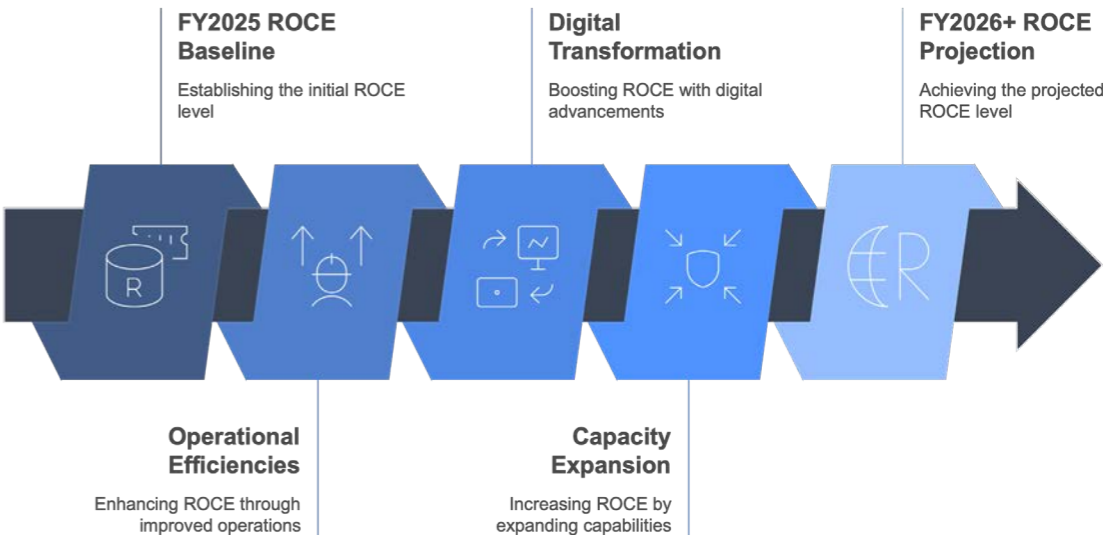 FY2025 ROCE
Baseline
Establishing the initial ROCE
level
Digital
Transformation
Boosting ROCE with digital
advancements
FY2026+ ROCE
Projection
Achieving the projected
ROCE level
R
R
Operational
Efficiencies
Enhancing ROCE through
improved operations
Capacity
Expansion
Increasing ROCE by
expanding capabilities